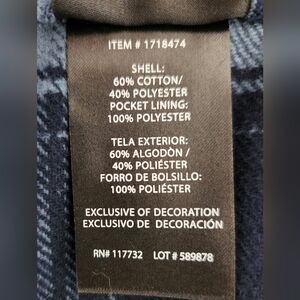 ITEM # 1718474
SHELL:
60% COTTON/
40% POLYESTER
POCKET LINING:
100% POLYESTER
TELA EXTERIOR:
60% ALGODÒN /
40% POLIÉSTER
FORRO DE BOLSILLO:
100% POLIÉSTER
EXCLUSIVE OF DECORATION
EXCLUSIVO DE DECORACIÓN
RN# 117732 LOT # 589878